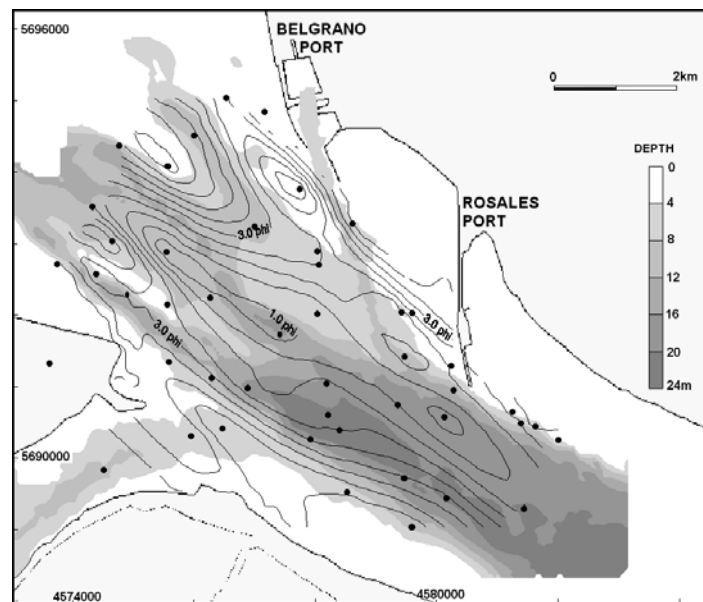 5696000
BELGRANO
PORT
0 2km
DEPTH
0
4
8
12
16
20
24m
ROSALES
PORT
3.0 phi
1.0 phi
3.0 phi
3.0 phi
5690000
4574000
4580000